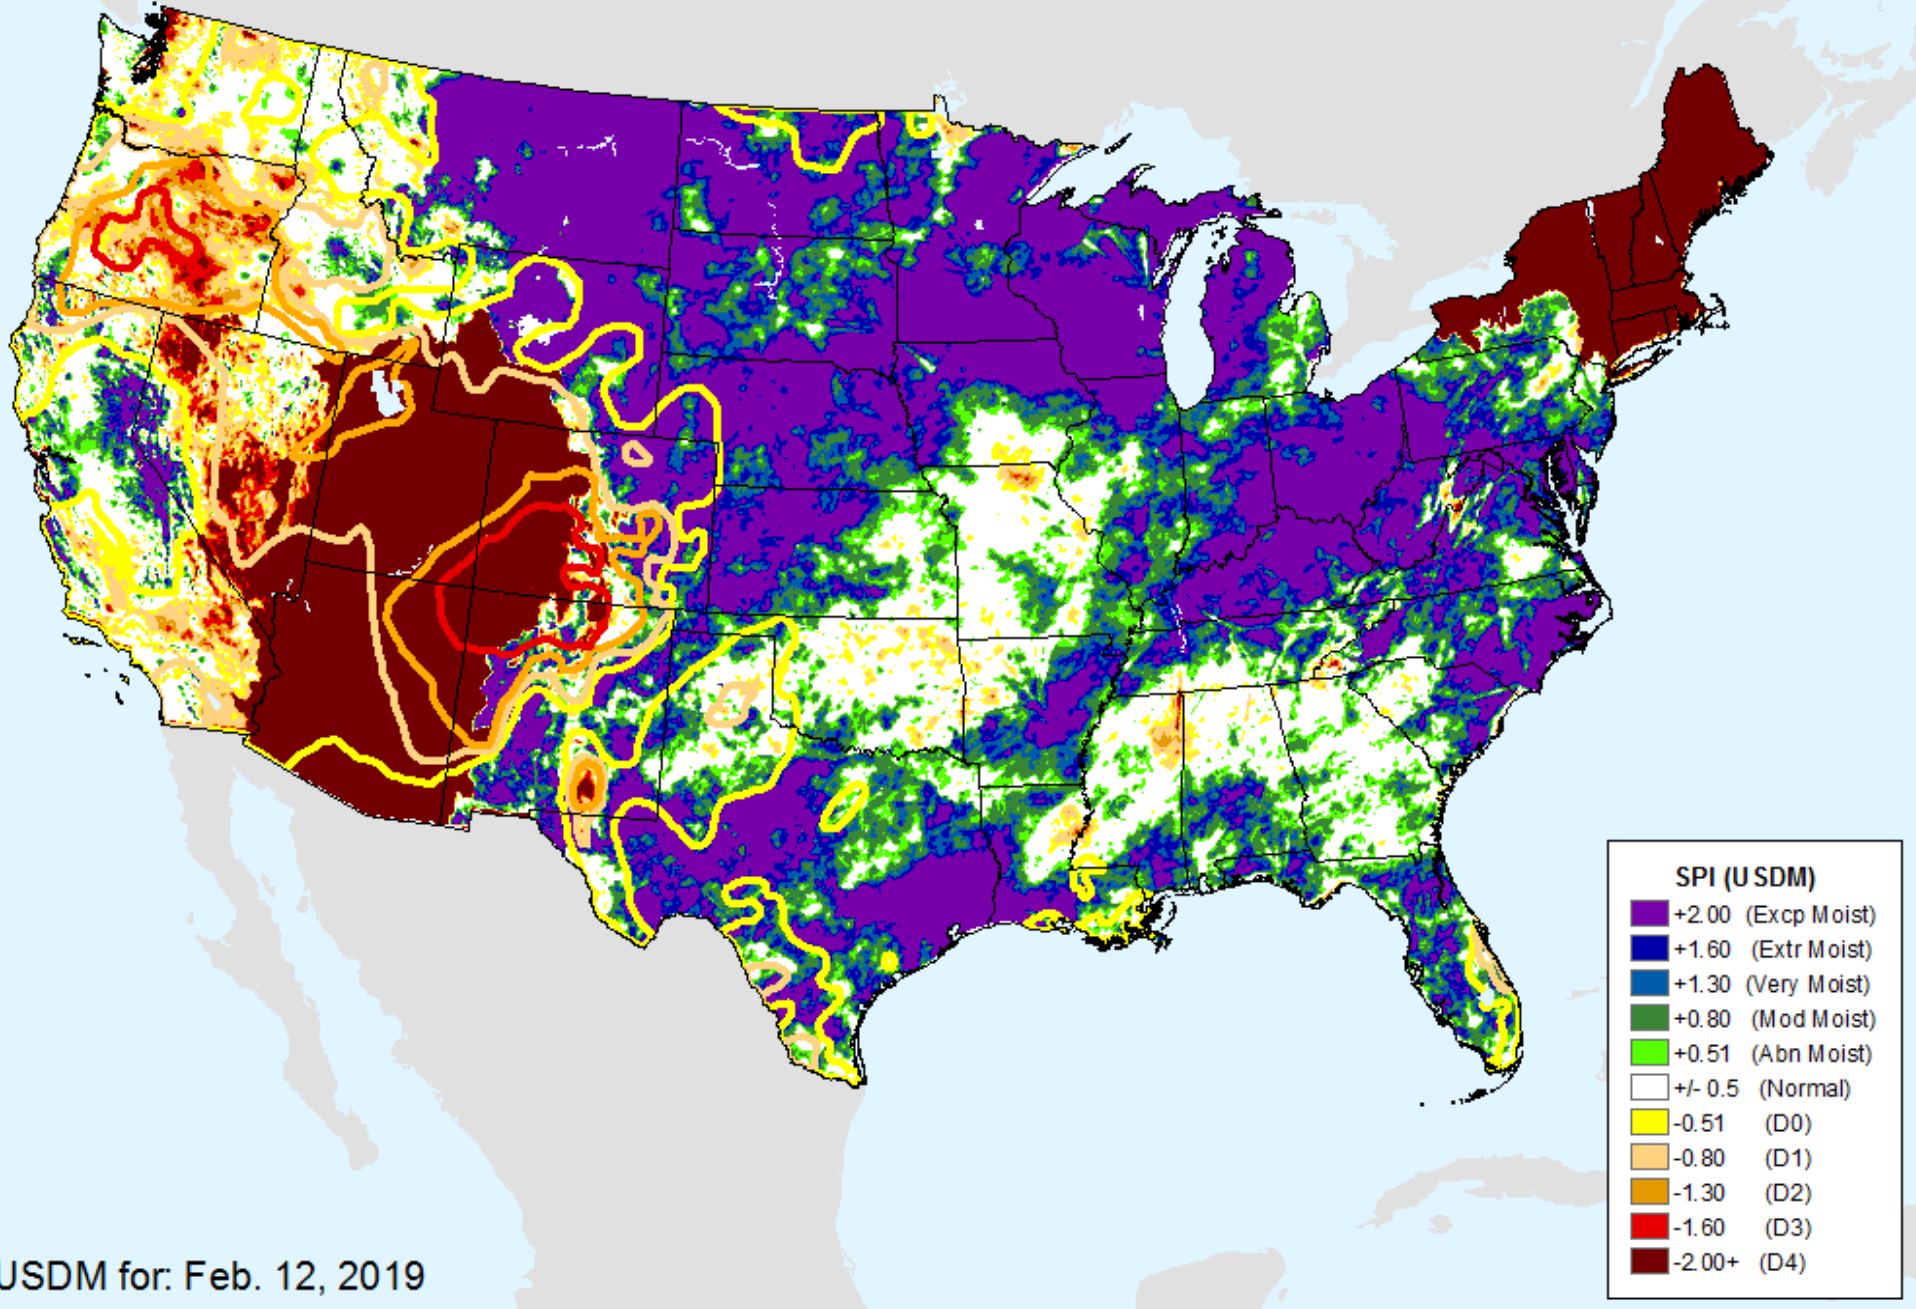 SPI (USDM)
+2.00 (Excp Moist)
+1.60 (Extr Moist)
+1.30 (Very Moist)
+0.80 (Mod Moist)
+0.51 (Abn Moist)
+/- 0.5 (Normal)
-0.51 (D0)
-0.80 (D1)
-1.30 (D2)
-1.60 (D3)
-2.00+ (D4)
USDM for: Feb. 12, 2019